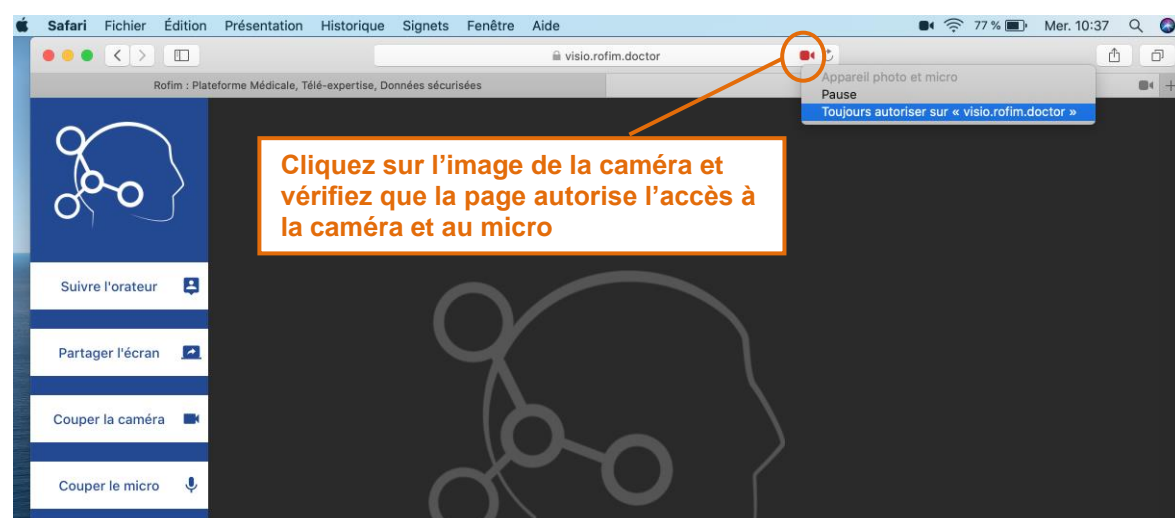 Safari Fichier Édition Présentation Historique Signets Fenêtre Aide 77 % Mer. 10:37
visio.rofim.doctor
Rofim : Plateforme Médicale, Télé-expertise, Données sécurisées
Appareil photo et micro
Pause
Toujours autoriser sur « visio.rofim.doctor »
Cliquez sur l’image de la caméra et
vérifiez que la page autorise l’accès à
la caméra et au micro
Suivre l'orateur
Partager l'écran
Couper la caméra
Couper le micro